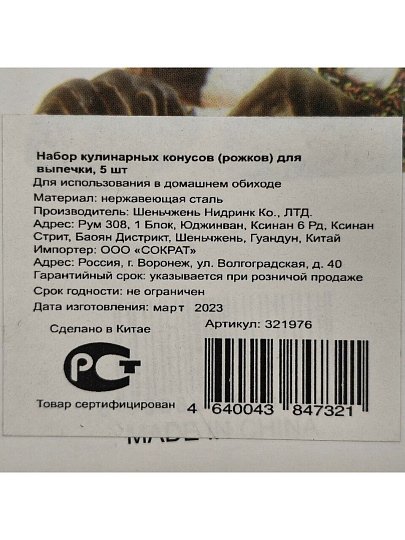 Набор кулинарных конусов (рожков) для
выпечки, 5 шт
Для использования в домашнем обиходе
Материал: нержавеющая сталь
Производитель: Шеньчжень Нидринк Ко., ЛТД.
Адрес: Рум 308, 1 Блок, Юджинван, Ксинан 6 Рд, Ксинан
Стрит, Баоян Дистрикт, Шеньчжень, Гуандун, Китай
Импортер: ООО «СОКРАТ»
Адрес: Россия, г. Воронеж, ул. Волгоградская, д. 40
Гарантийный срок: указывается при розничой продаже
Срок годности: не ограничен
Дата изготовления: март 2023
Сделано в Китае
Артикул: 321976
РСТ
Товар сертифицирован
4 640043 847321
MADE